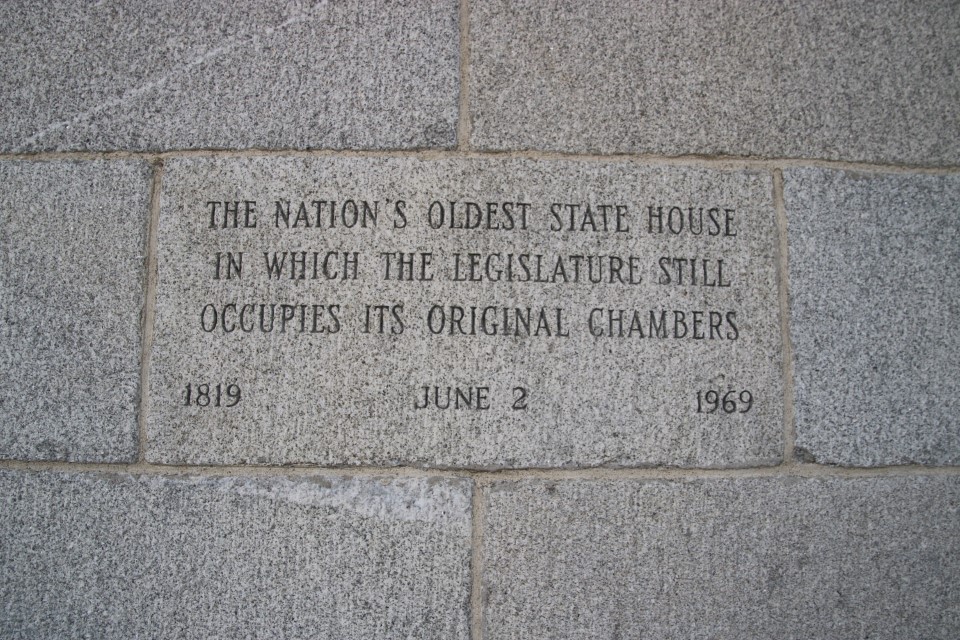 THE NATION'S OLDEST STATE HOUSE
IN WHICH THE LEGISLATURE STILL
OCCUPIES ITS ORIGINAL CHAMBERS
1819 JUNE 2 1969